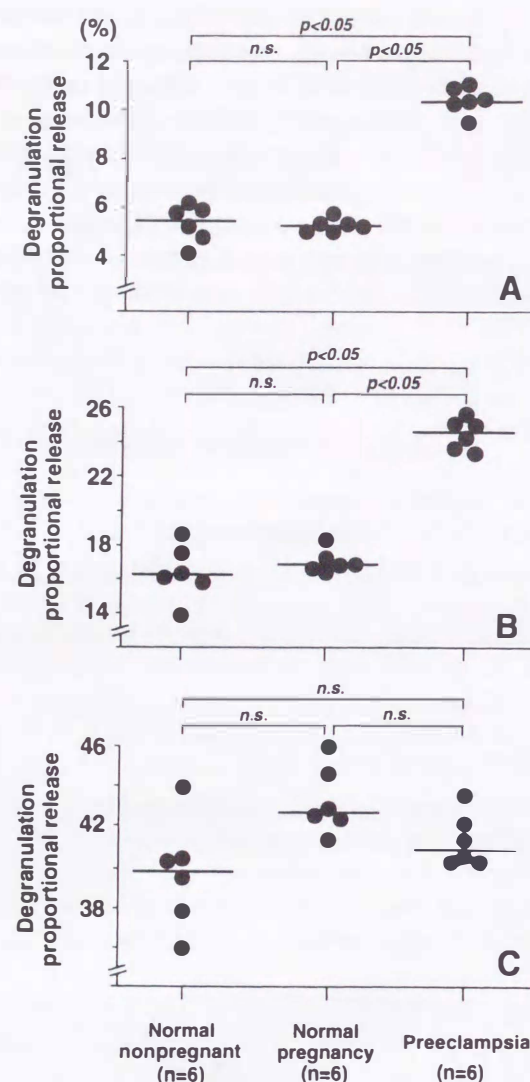 (%)
p<0.05
n.s.
p<0.05
12
10
8
6
4
Degranulation
proportional release
A
p<0.05
n.s.
p<0.05
26
22
18
14
Degranulation
proportional release
B
n.s.
n.s.
n.s.
46
42
38
Degranulation
proportional release
C
Normal
nonpregnant
(n=6)
Normal
pregnancy
(n=6)
Preeclampsia
(n=6)